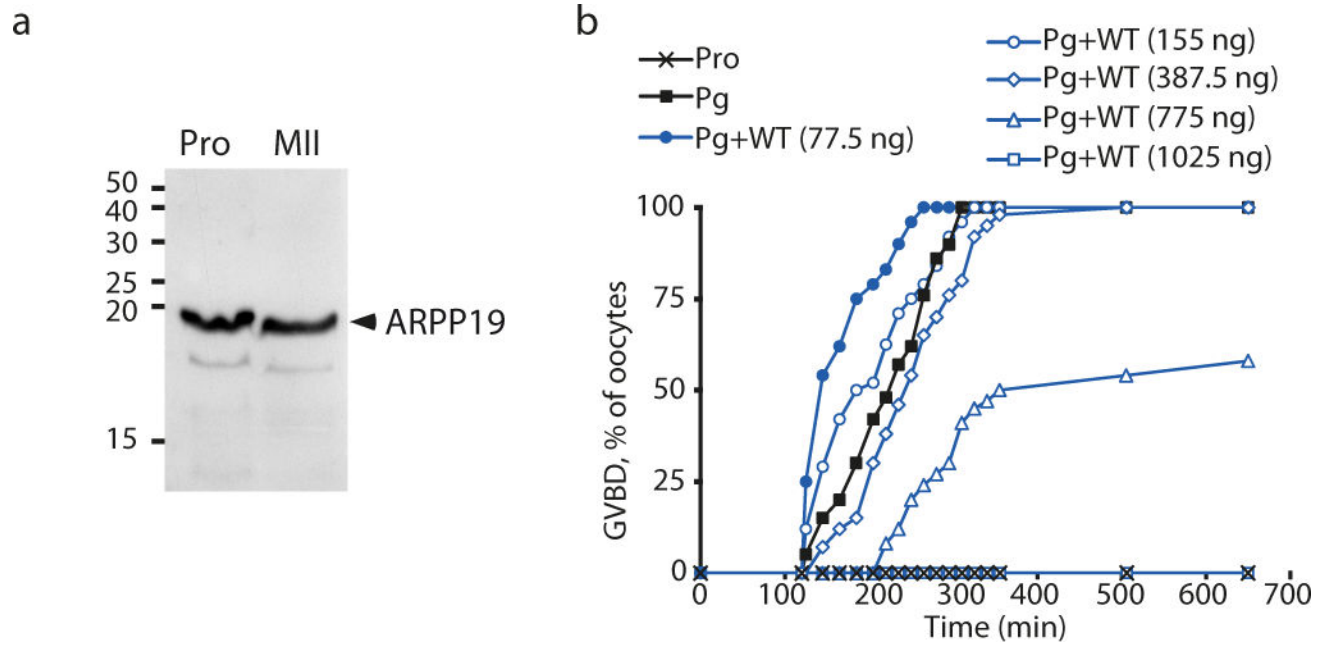 a
Pro MII
50
40
30
25
20
15
ARPP19
b
Pro
Pg
Pg+WT (77.5 ng)
Pg+WT (155 ng)
Pg+WT (387.5 ng)
Pg+WT (775 ng)
Pg+WT (1025 ng)
GVBD, % of oocytes
100
75
50
25
0
0 100 200 300 400 500 600 700
Time (min)